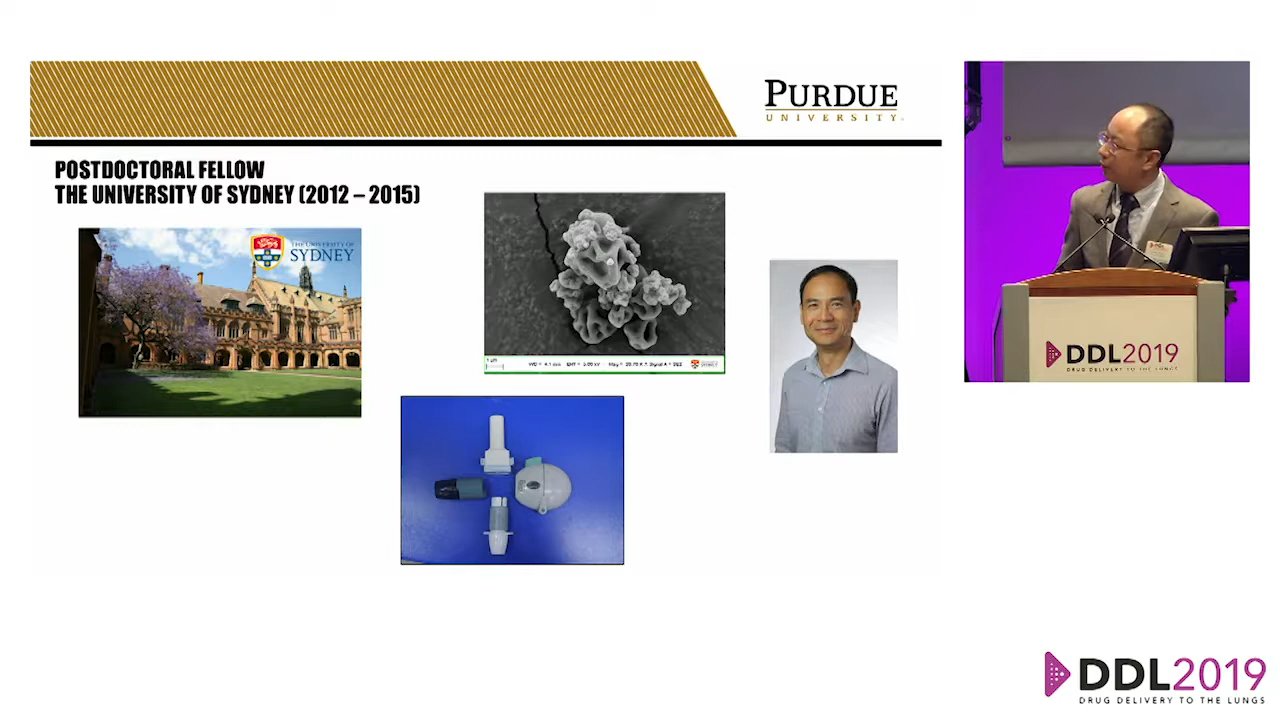 PURDUE
UNIVERSITY
POSTDOCTORAL FELLOW
THE UNIVERSITY OF SYDNEY (2012 – 2015)
THE UNIVERSITY OF
SYDNEY
DDL2019
DRUG DELIVERY TO THE LUNGS
DDL2019
DRUG DELIVERY TO THE LUNGS